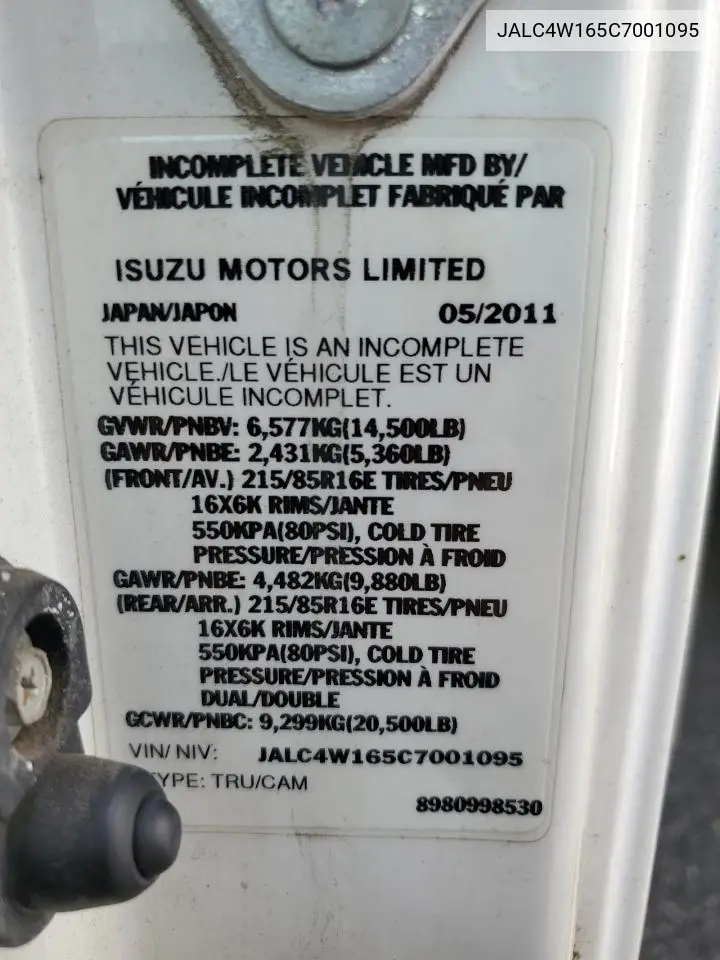 JALC4W165C7001095
INCOMPLETE VEHICLE MFD BY/
VÉHICULE INCOMPLET FABRIQUÉ PAR
ISUZU MOTORS LIMITED
JAPAN/JAPON 05/2011
THIS VEHICLE IS AN INCOMPLETE
VEHICLE./LE VÉHICULE EST UN
VÉHICULE INCOMPLET.
GVWR/PNBV: 6,577KG(14,500LB)
GAWR/PNBE: 2,431KG(5,360LB)
(FRONT/AV.) 215/85R16E TIRES/PNEU
16X6K RIMS/JANTE
550KPA(80PSI), COLD TIRE
PRESSURE/PRESSION À FROID
GAWR/PNBE: 4,482KG(9,880LB)
(REAR/ARR.) 215/85R16E TIRES/PNEU
16X6K RIMS/JANTE
550KPA(80PSI), COLD TIRE
PRESSURE/PRESSION À FROID
DUAL/DOUBLE
GCWR/PNBC: 9,299KG(20,500LB)
VIN/ NIV: JALC4W165C7001095
YPE: TRU/CAM
8980998530